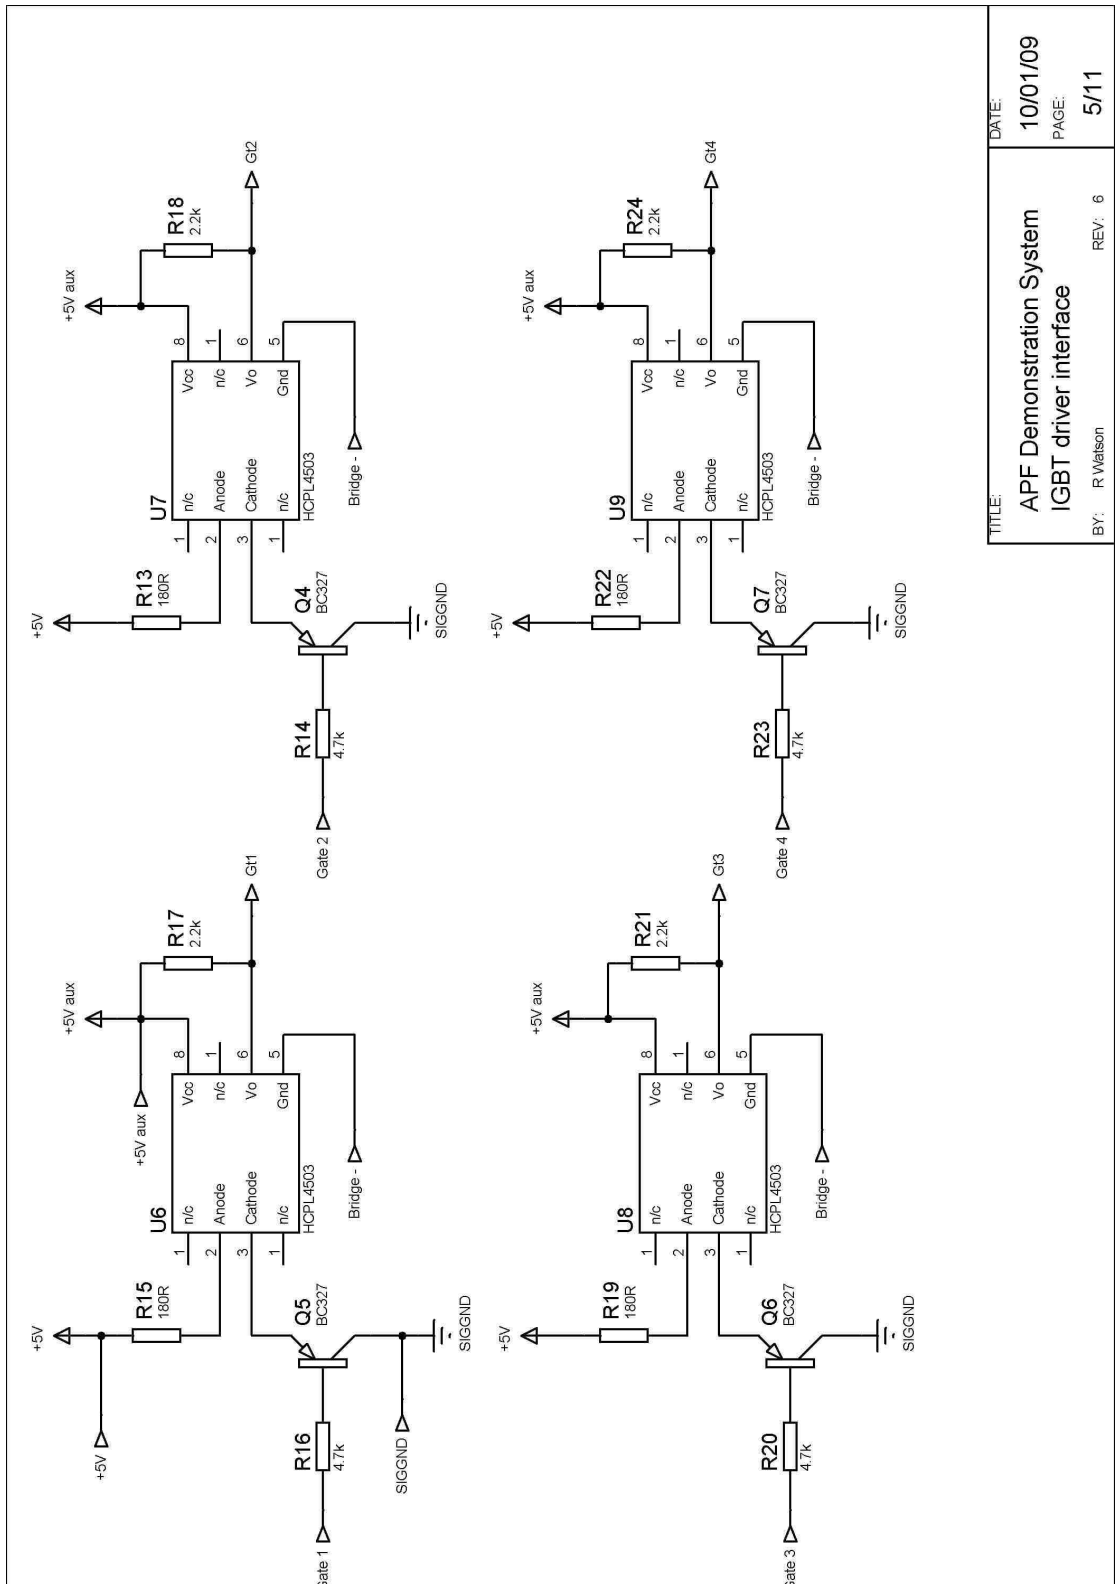 +5V
+5V
R15
180R
Gate 1
R16
4.7k
Q5
BC327
SIGGND
SIGGND
U6
HCPL4503
1
n/c
2
Anode
3
Cathode
1
n/c
Vcc
8
n/c
1
Vo
6
Gnd
5
Bridge -
+5V aux
+5V aux
R17
2.2k
Gt1
+5V
R13
180R
Gate 2
R14
4.7k
Q4
BC327
SIGGND
U7
HCPL4503
1
n/c
2
Anode
3
Cathode
1
n/c
Vcc
8
n/c
1
Vo
6
Gnd
5
Bridge -
+5V aux
R18
2.2k
Gt2
+5V
R19
180R
Gate 3
R20
4.7k
Q6
BC327
SIGGND
U8
HCPL4503
1
n/c
2
Anode
3
Cathode
1
n/c
Vcc
8
n/c
1
Vo
6
Gnd
5
Bridge -
+5V aux
R21
2.2k
Gt3
+5V
R22
180R
Gate 4
R23
4.7k
Q7
BC327
SIGGND
U9
HCPL4503
1
n/c
2
Anode
3
Cathode
1
n/c
Vcc
8
n/c
1
Vo
6
Gnd
5
Bridge -
+5V aux
R24
2.2k
Gt4
TITLE:
APF Demonstration System
IGBT driver interface
BY: R Watson REV: 6
DATE:
10/01/09
PAGE:
5/11